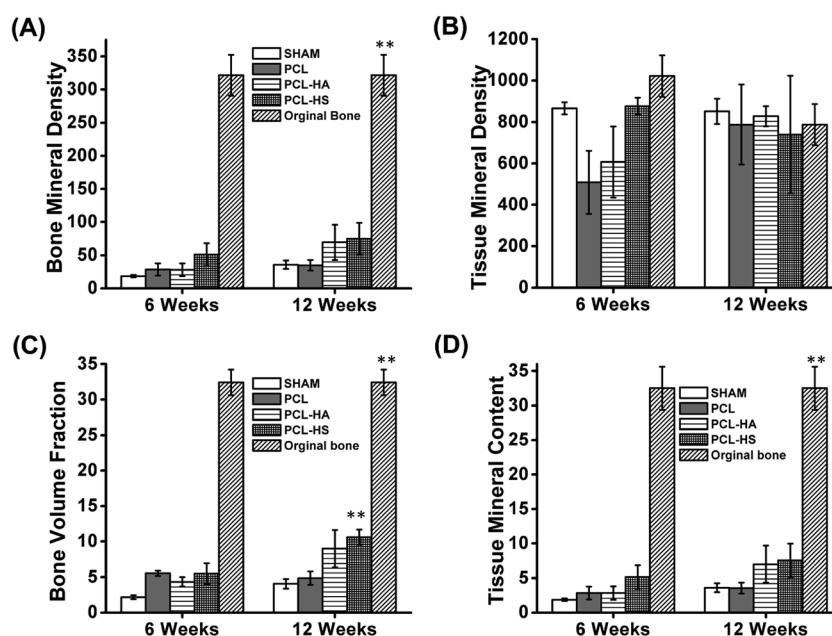 (A)
Bone Mineral Density
350
300
250
200
150
100
50
0
SHAM
PCL
PCL-HA
PCL-HS
Orginal Bone
**
6 Weeks
12 Weeks
(B)
Tissue Mineral Density
1200
1000
800
600
400
200
0
6 Weeks
12 Weeks
(C)
Bone Volume Fraction
35
30
25
20
15
10
5
0
SHAM
PCL
PCL-HA
PCL-HS
Orginal bone
**
**
6 Weeks
12 Weeks
(D)
Tissue Mineral Content
35
30
25
20
15
10
5
0
SHAM
PCL
PCL-HA
PCL-HS
Orginal bone
**
6 Weeks
12 Weeks